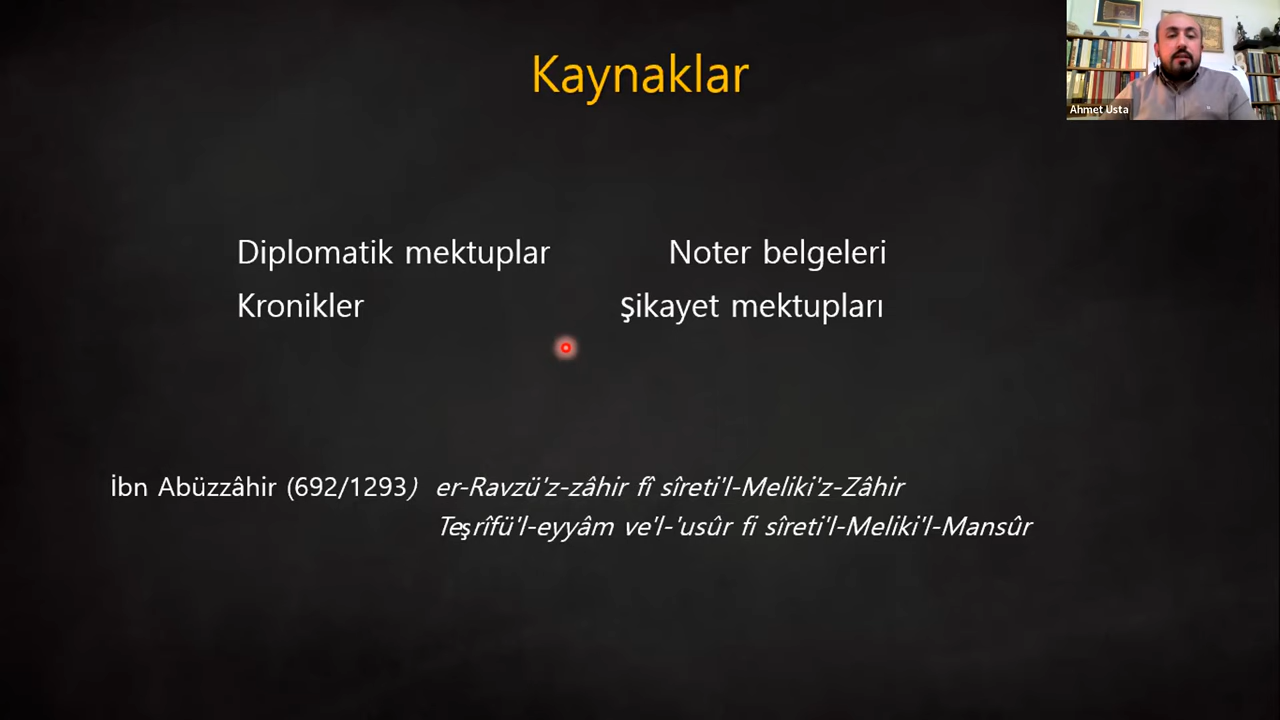 Kaynaklar
Ahmet Usta
Diplomatik mektuplar Noter belgeleri
Kronikler Şikayet mektupları
İbn Abüzzâhir (692/1293) er-Ravzü'z-zâhir fî sîreti'l-Meliki'z-Zâhir
Teşrîfü'l-eyyâm ve'l-'usûr fi sîreti'l-Meliki'l-Mansûr